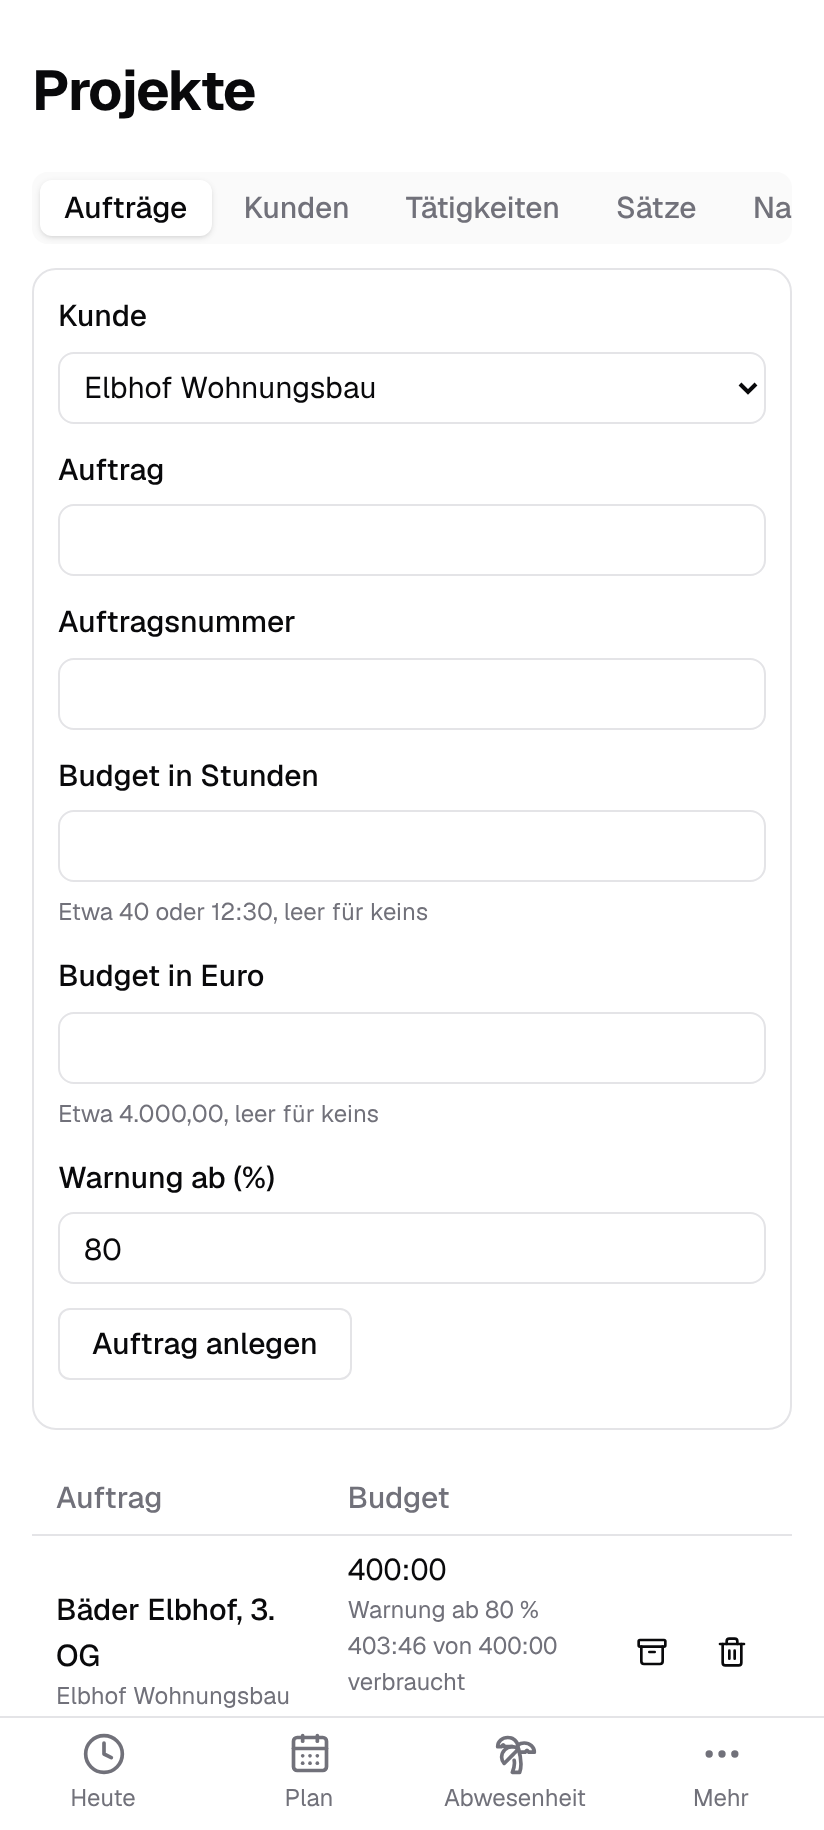 Projekte
Aufträge Kunden Tätigkeiten Sätze Na
Kunde
Elbhof Wohnungsbau
Auftrag
Auftragsnummer
Budget in Stunden
Etwa 40 oder 12:30, leer für keins
Budget in Euro
Etwa 4.000,00, leer für keins
Warnung ab (%)
80
Auftrag anlegen
Auftrag Budget
Bäder Elbhof, 3.
OG
Elbhof Wohnungsbau
400:00
Warnung ab 80 %
403:46 von 400:00
verbraucht
Heute Plan Abwesenheit Mehr